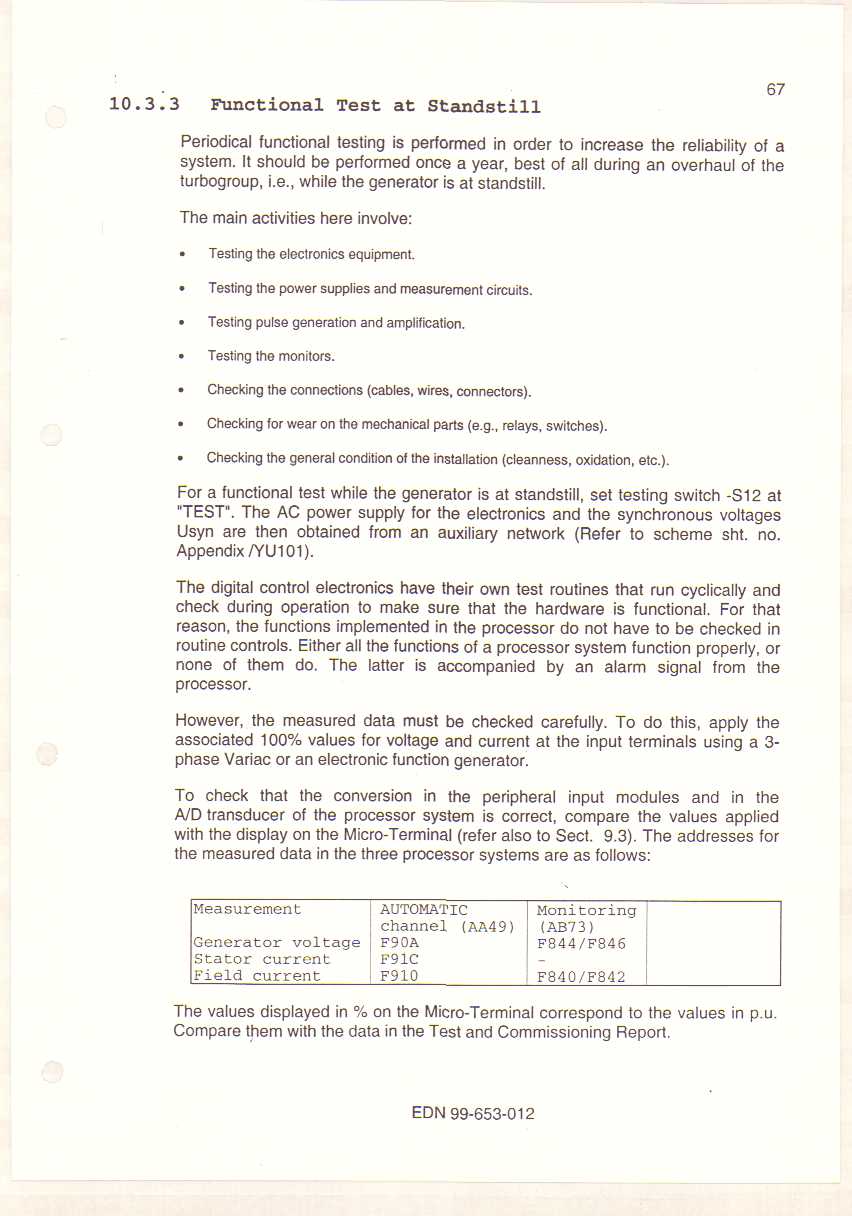 67
10.3.3 Functional Test at Standstill
Periodical functional testing is performed in order to increase the reliability of a
system. It should be performed once a year, best of all during an overhaul of the
turbogroup, i.e., while the generator is at standstill.
The main activities here involve:
• Testing the electronics equipment.
• Testing the power supplies and measurement circuits.
• Testing pulse generation and amplification.
• Testing the monitors.
• Checking the connections (cables, wires, connectors).
• Checking for wear on the mechanical parts (e.g., relays, switches).
• Checking the general condition of the installation (cleanness, oxidation, etc.).
For a functional test while the generator is at standstill, set testing switch -S12 at
"TEST". The AC power supply for the electronics and the synchronous voltages
Usyn are then obtained from an auxiliary network (Refer to scheme sht. no.
Appendix /YU101).
The digital control electronics have their own test routines that run cyclically and
check during operation to make sure that the hardware is functional. For that
reason, the functions implemented in the processor do not have to be checked in
routine controls. Either all the functions of a processor system function properly, or
none of them do. The latter is accompanied by an alarm signal from the
processor.
However, the measured data must be checked carefully. To do this, apply the
associated 100% values for voltage and current at the input terminals using a 3-
phase Variac or an electronic function generator.
To check that the conversion in the peripheral input modules and in the
A/D transducer of the processor system is correct, compare the values applied
with the display on the Micro-Terminal (refer also to Sect. 9.3). The addresses for
the measured data in the three processor systems are as follows:
Measurement AUTOMATIC Monitoring
channel (AA49) (AB73)
Generator voltage F90A F844/F846
Stator current F91C -
Field current F910 F840/F842
The values displayed in % on the Micro-Terminal correspond to the values in p.u.
Compare them with the data in the Test and Commissioning Report.
EDN 99-653-012